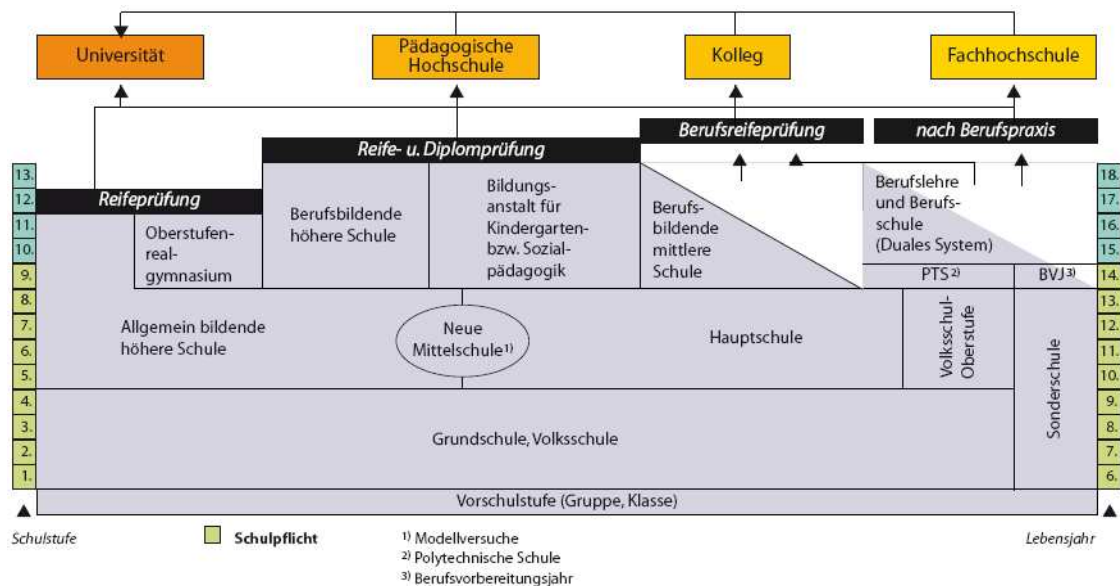 Universität
Pädagogische
Hochschule
Kolleg
Fachhochschule
Berufsreifeprüfung
nach Berufspraxis
Reife- u. Diplomprüfung
Reifeprüfung
13.
12.
11.
10.
9.
8.
7.
6.
5.
4.
3.
2.
1.
Oberstufen-
real-
gymnasium
Berufsbildende
höhere Schule
Bildungs-
anstalt für
Kindergarten-
bzw. Sozial-
pädagogik
Berufs-
bildende
mittlere
Schule
Berufslehre
und Berufs-
schule
(Duales System)
PTS 2)
BVJ 3)
18.
17.
16.
15.
14.
13.
12.
11.
10.
9.
8.
7.
6.
Allgemein bildende
höhere Schule
Neue
Mittelschule 1)
Hauptschule
Volksschul-
Oberstufe
Sonderschule
Grundschule, Volksschule
Vorschulstufe (Gruppe, Klasse)
Schulstufe
Schulpflicht
1) Modellversuche
2) Polytechnische Schule
3) Berufsvorbereitungsjahr
Lebensjahr